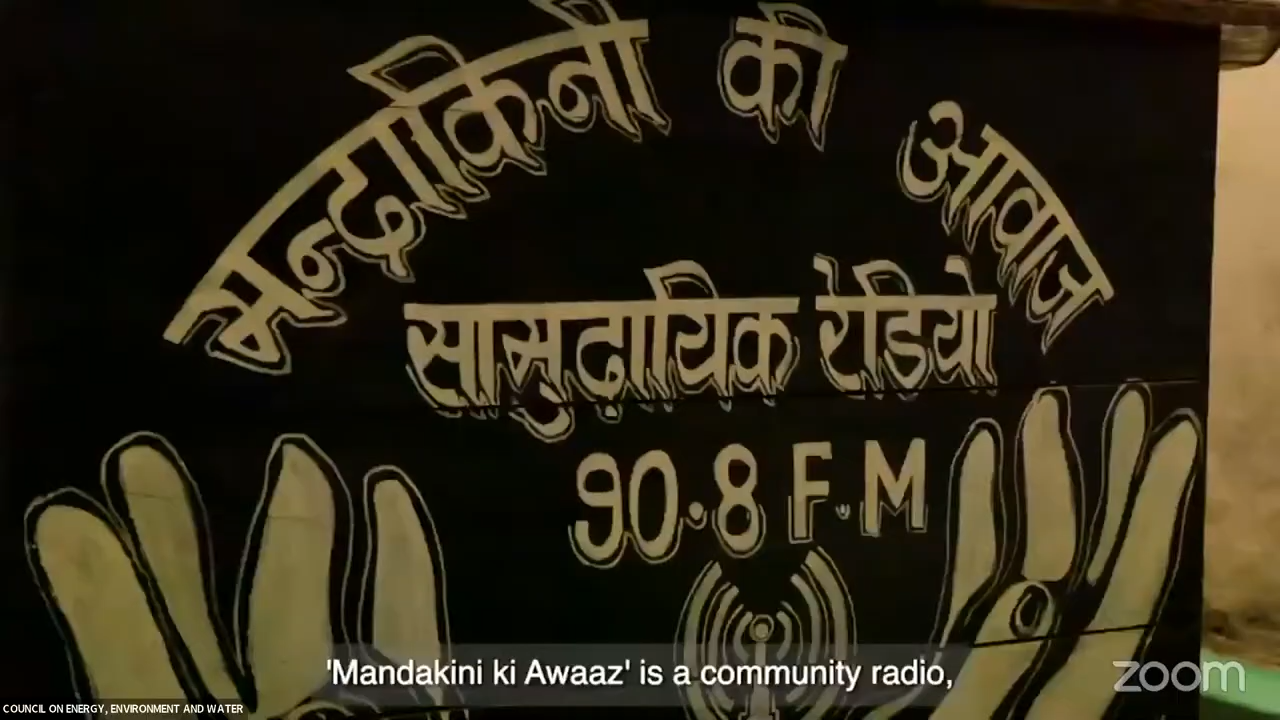 मन्दाकिनी की आवाज
सामुदायिक रेडियो
90.8 F.M
'Mandakini ki Awaaz' is a community radio,
zoom
COUNCIL ON ENERGY, ENVIRONMENT AND WATER